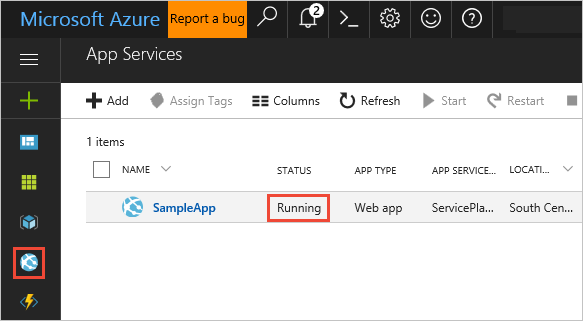 Microsoft Azure Report a bug 2
App Services
Add Assign Tags Columns Refresh Start Restart
1 items
NAME STATUS APP TYPE APP SERVICE... LOCATI...
SampleApp Running Web app ServicePla... South Cen...